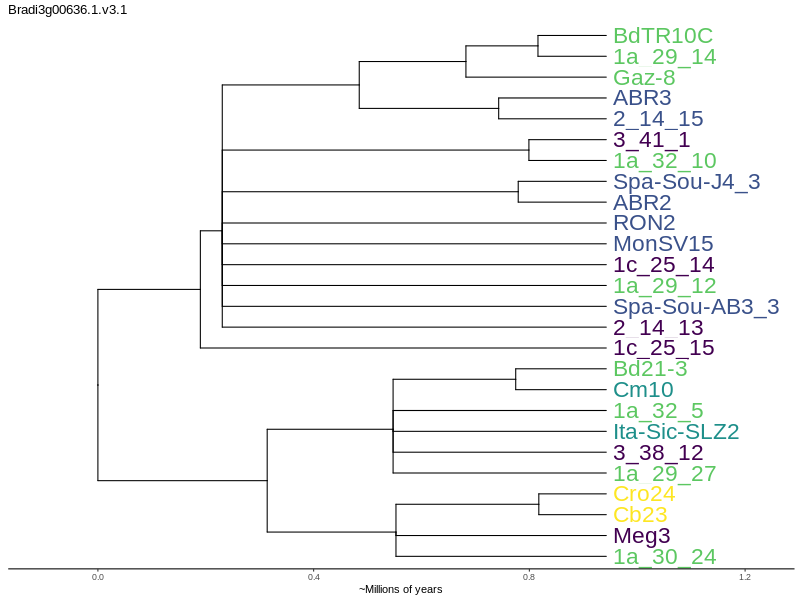 Bradi3g00636.1.v3.1
BdTR10C
1a_29_14
Gaz-8
ABR3
2_14_15
3_41_1
1a_32_10
Spa-Sou-J4_3
ABR2
RON2
MonSV15
1c_25_14
1a_29_12
Spa-Sou-AB3_3
2_14_13
1c_25_15
Bd21-3
Cm10
1a_32_5
Ita-Sic-SLZ2
3_38_12
1a_29_27
Cro24
Cb23
Meg3
1a_30_24
0.0 0.4 0.8 1.2
~Millions of years